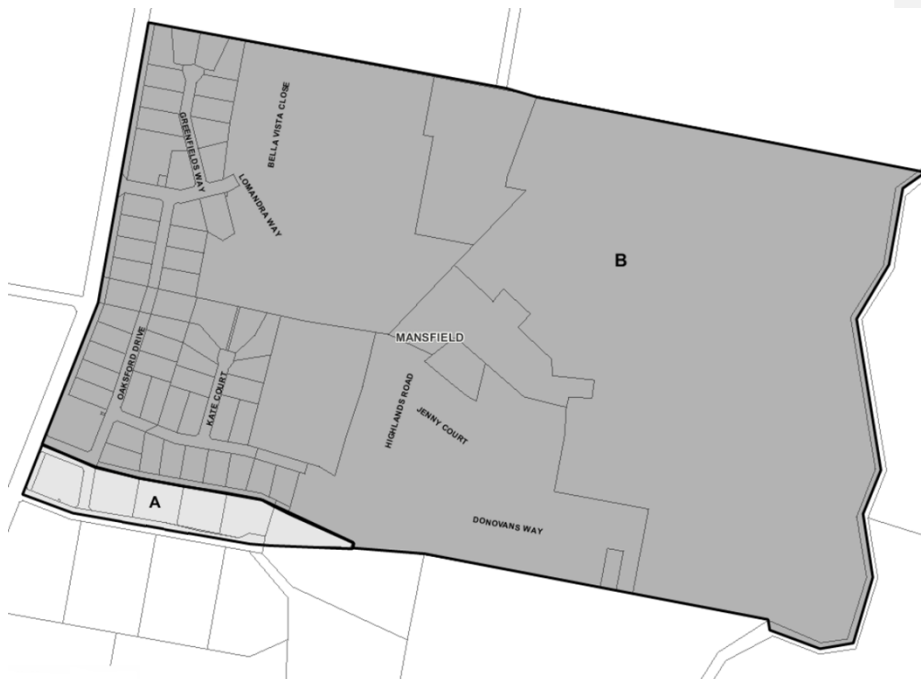 BELLA VISTA CLOSE
GREENFIELDS WAY
LOMANDRA WAY
B
MANSFIELD
OAKSFORD DRIVE
KATE COURT
HIGHLANDS ROAD
JENNY COURT
A
DONOVANS WAY